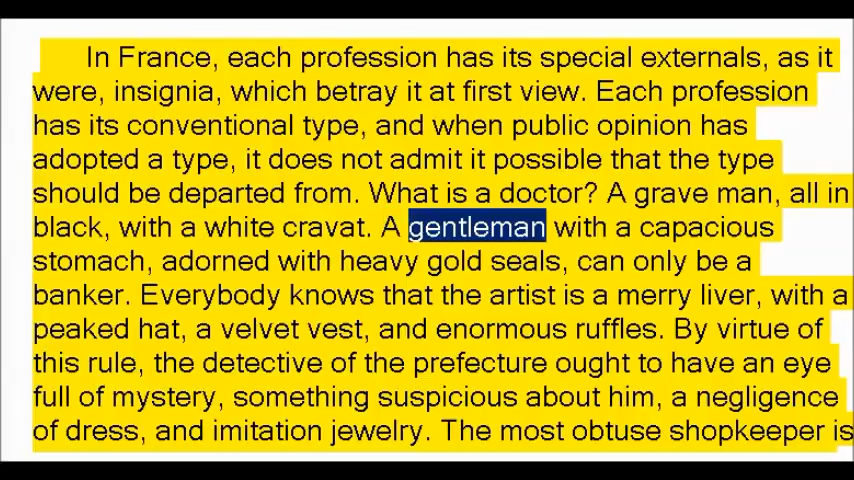 In France, each profession has its special externals, as it
were, insignia, which betray it at first view. Each profession
has its conventional type, and when public opinion has
adopted a type, it does not admit it possible that the type
should be departed from. What is a doctor? A grave man, all in
black, with a white cravat. A gentleman with a capacious
stomach, adorned with heavy gold seals, can only be a
banker. Everybody knows that the artist is a merry liver, with a
peaked hat, a velvet vest, and enormous ruffles. By virtue of
this rule, the detective of the prefecture ought to have an eye
full of mystery, something suspicious about him, a negligence
of dress, and imitation jewelry. The most obtuse shopkeeper is